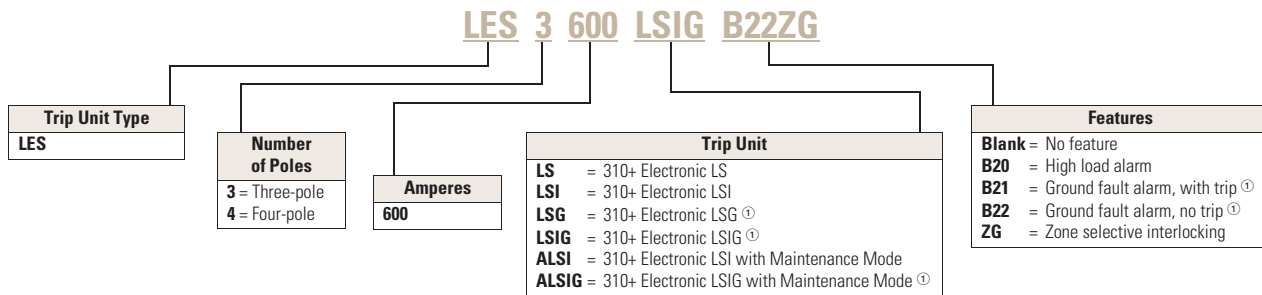 LES 3 600 LSIG B22ZG
Trip Unit Type
LES
Number
of Poles
3 = Three-pole
4 = Four-pole
Amperes
600
Trip Unit
LS = 310+ Electronic LS
LSI = 310+ Electronic LSI
LSG = 310+ Electronic LSG ①
LSIG = 310+ Electronic LSIG ①
ALSI = 310+ Electronic LSI with Maintenance Mode
ALSIG = 310+ Electronic LSIG with Maintenance Mode ①
Features
Blank = No feature
B20 = High load alarm
B21 = Ground fault alarm, with trip ①
B22 = Ground fault alarm, no trip ①
ZG = Zone selective interlocking